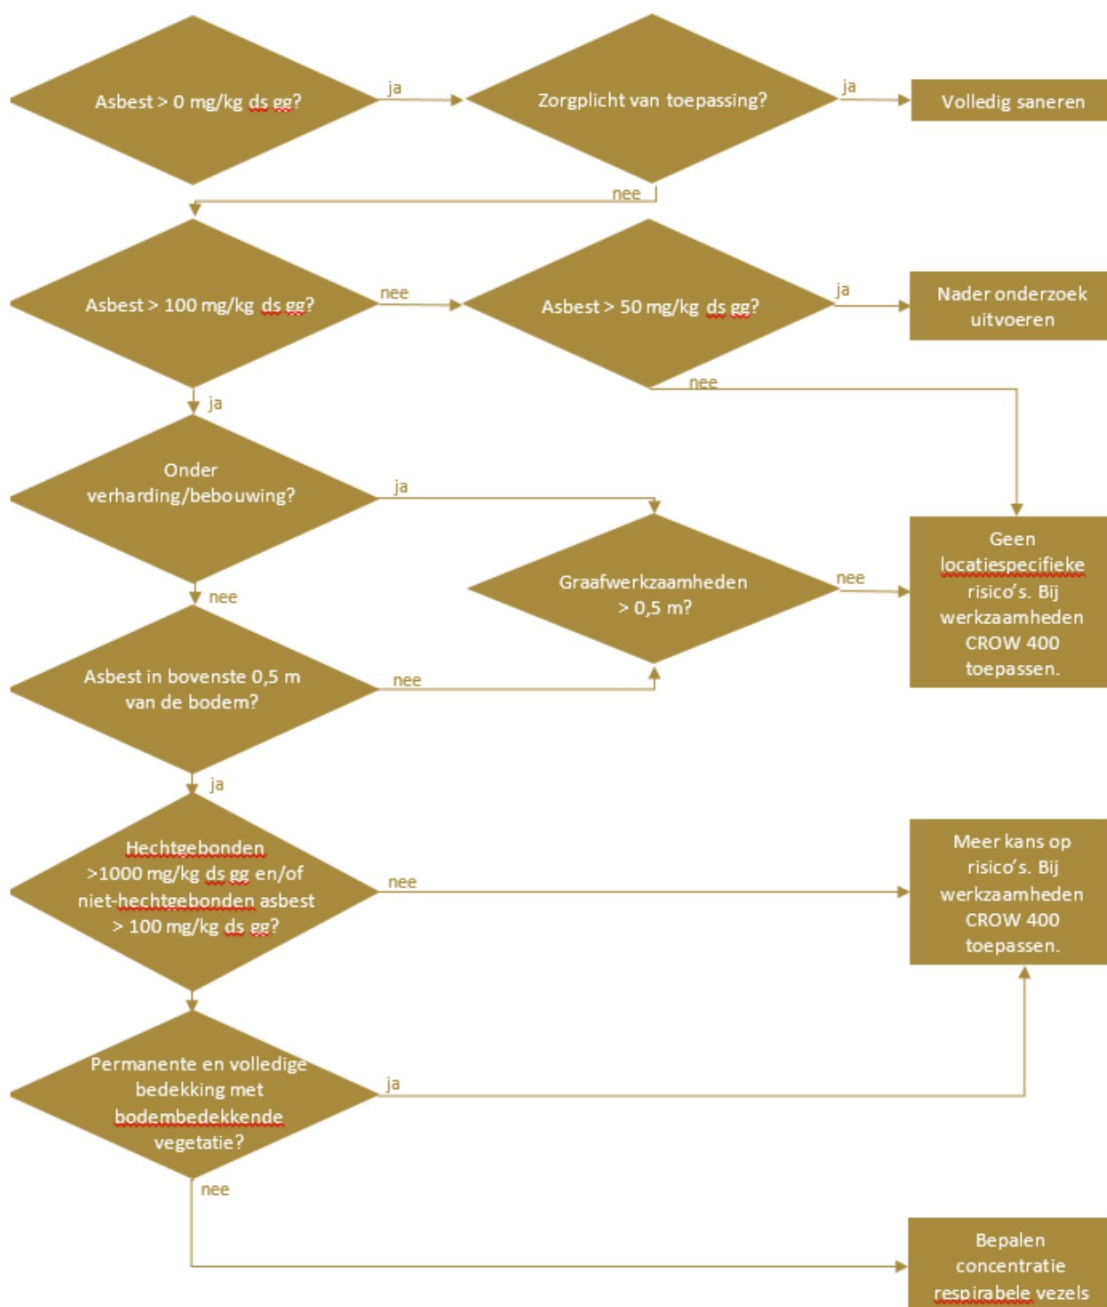 Asbest > 0 mg/kg ds gg?
ja
Zorgplicht van toepassing?
ja
Volledig saneren
nee
Asbest > 100 mg/kg ds gg?
nee
Asbest > 50 mg/kg ds gg?
ja
Nader onderzoek
uitvoeren
nee
ja
Onder
verharding/bebouwing?
ja
Graafwerkzaamheden
> 0,5 m?
nee
Geen
locatiespecifieke
risico’s. Bij
werkzaamheden
CROW 400
toepassen.
nee
Asbest in bovenste 0,5 m
van de bodem?
nee
ja
Hechtgebonden
>1000 mg/kg ds gg en/of
niet-hechtgebonden asbest
> 100 mg/kg ds gg?
nee
Meer kans op
risico’s. Bij
werkzaamheden
CROW 400
toepassen.
Permanente en volledige
bedekking met
bodembedekkende
vegetatie?
ja
nee
Bepalen
concentratie
respirabele vezels